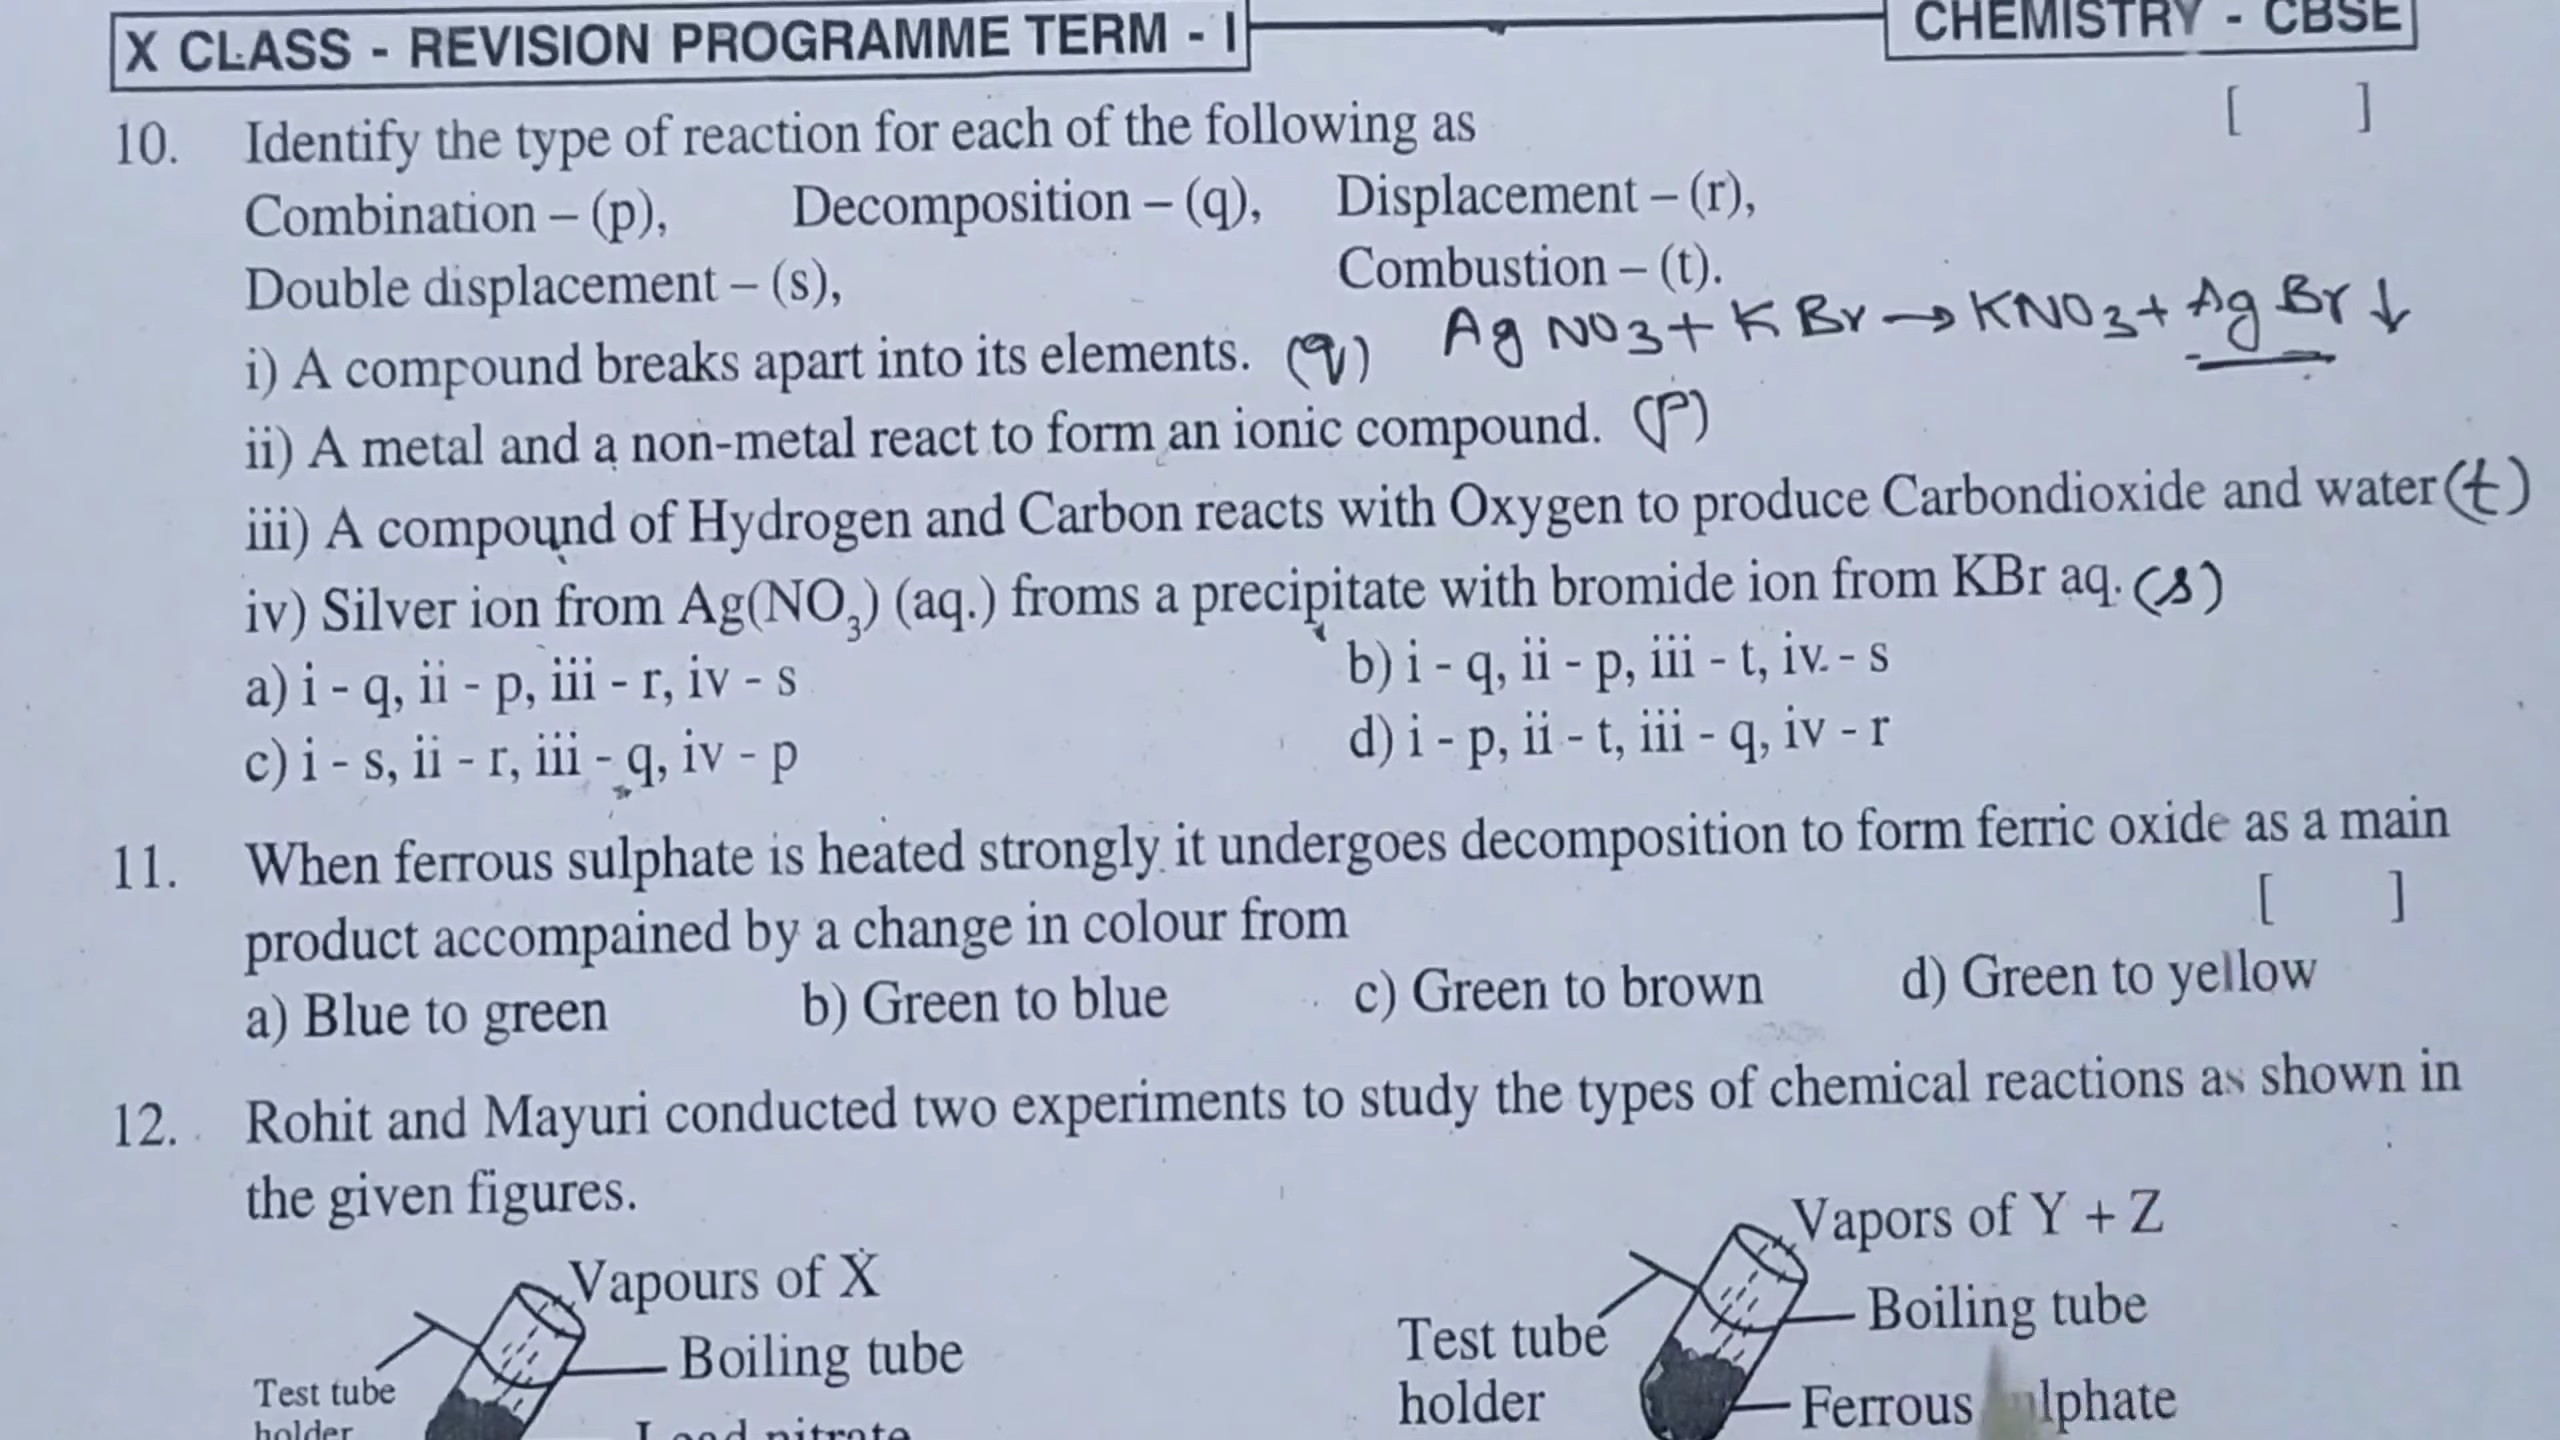 X CLASS - REVISION PROGRAMME TERM - I
CHEMISTRY - CBSE
10. Identify the type of reaction for each of the following as [ ]
Combination – (p), Decomposition – (q), Displacement – (r),
Double displacement – (s), Combustion – (t).
i) A compound breaks apart into its elements. (q) AgNO3 + KBr → KNO3 + AgBr ↓
ii) A metal and a non-metal react to form an ionic compound. (p)
iii) A compound of Hydrogen and Carbon reacts with Oxygen to produce Carbondioxide and water (t)
iv) Silver ion from Ag(NO₃) (aq.) froms a precipitate with bromide ion from KBr aq. (s)
a) i - q, ii - p, iii - r, iv - s b) i - q, ii - p, iii - t, iv - s
c) i - s, ii - r, iii - q, iv - p d) i - p, ii - t, iii - q, iv - r
11. When ferrous sulphate is heated strongly it undergoes decomposition to form ferric oxide as a main
product accompained by a change in colour from [ ]
a) Blue to green b) Green to blue c) Green to brown d) Green to yellow
12. Rohit and Mayuri conducted two experiments to study the types of chemical reactions as shown in
the given figures.
Vapours of X
Boiling tube
Test tube
holder
Lead nitrate
Vapors of Y + Z
Boiling tube
Test tube
holder
Ferrous